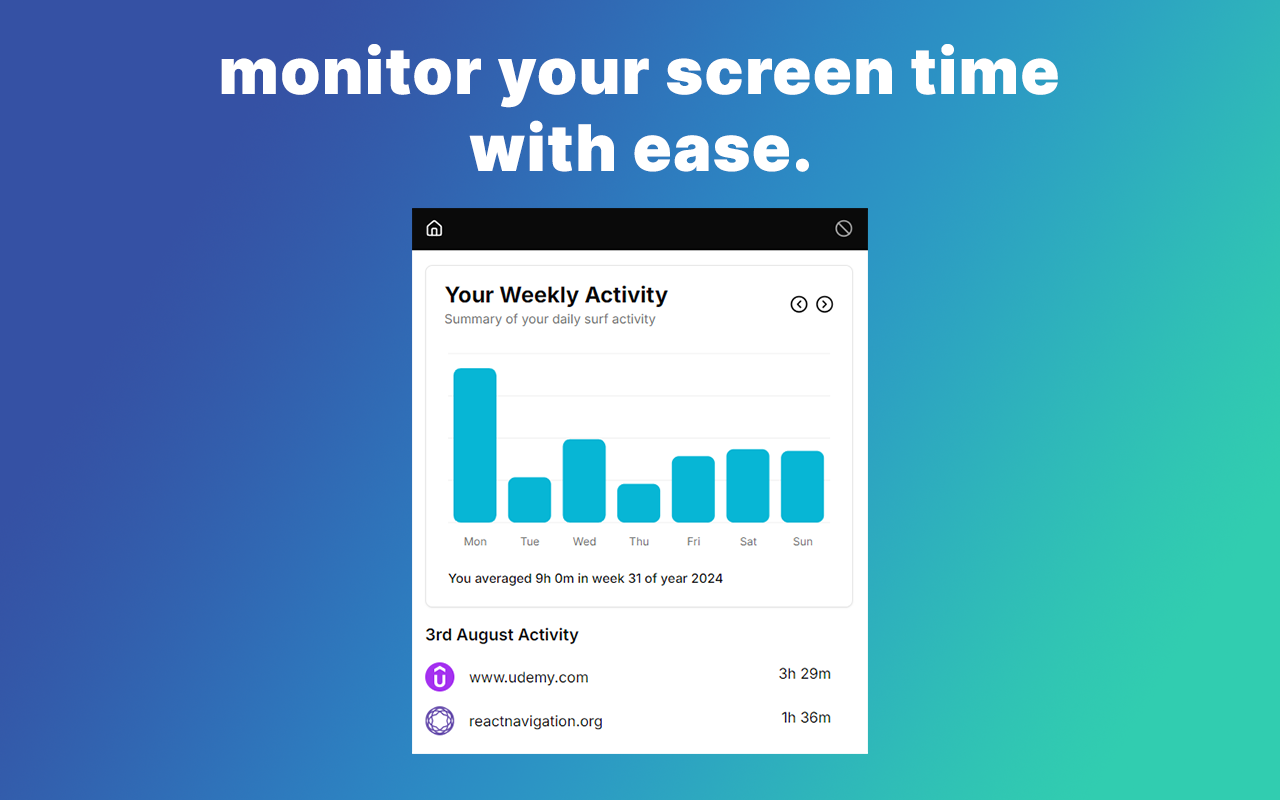 monitor your screen time
with ease.
Your Weekly Activity
Summary of your daily surf activity
Mon Tue Wed Thu Fri Sat Sun
You averaged 9h 0m in week 31 of year 2024
3rd August Activity
www.udemy.com 3h 29m
reactnavigation.org 1h 36m